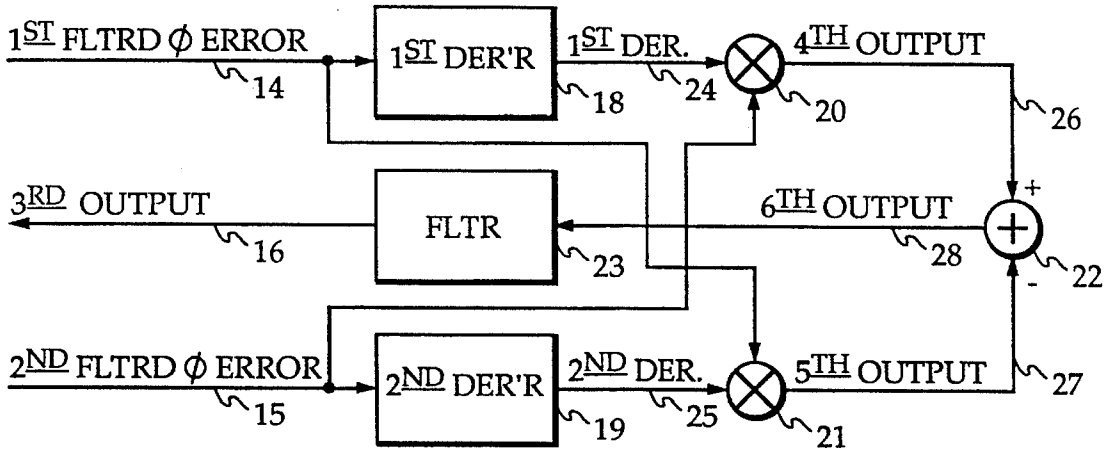 1ST FLTRD ϕ ERROR
14
1ST DER'R
18
1ST DER.
24
20
4TH OUTPUT
26
3RD OUTPUT
16
FLTR
23
6TH OUTPUT
28
+
22
-
2ND FLTRD ϕ ERROR
15
2ND DER'R
19
2ND DER.
25
21
5TH OUTPUT
27